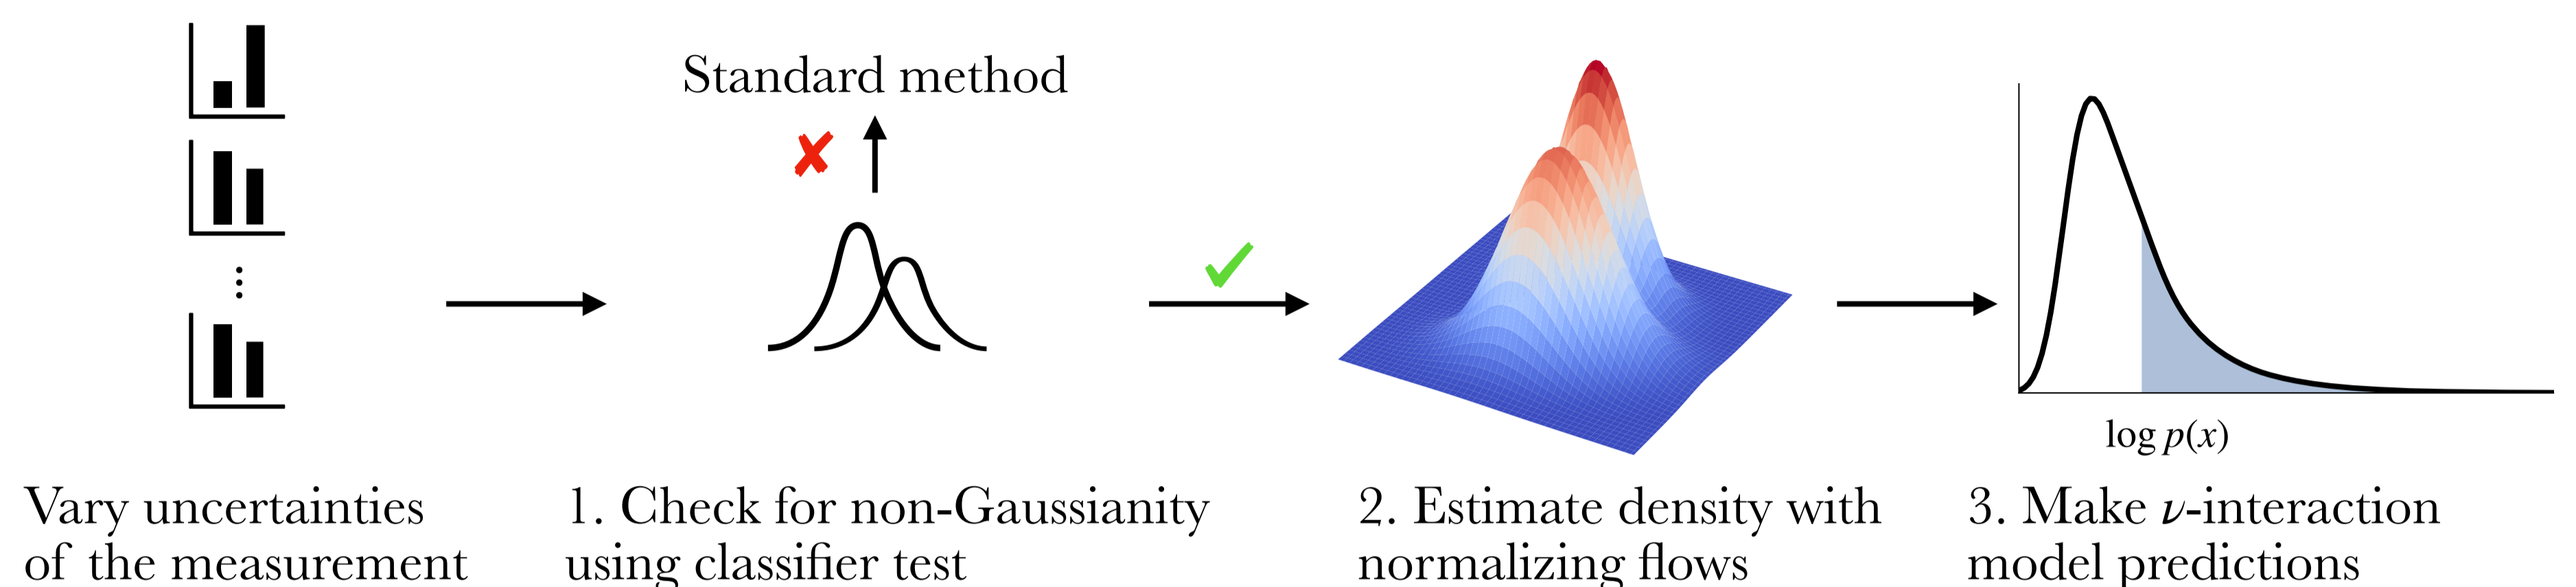 Standard method
log p(x)
Vary uncertainties
of the measurement
1. Check for non-Gaussianity
using classifier test
2. Estimate density with
normalizing flows
3. Make ν-interaction
model predictions